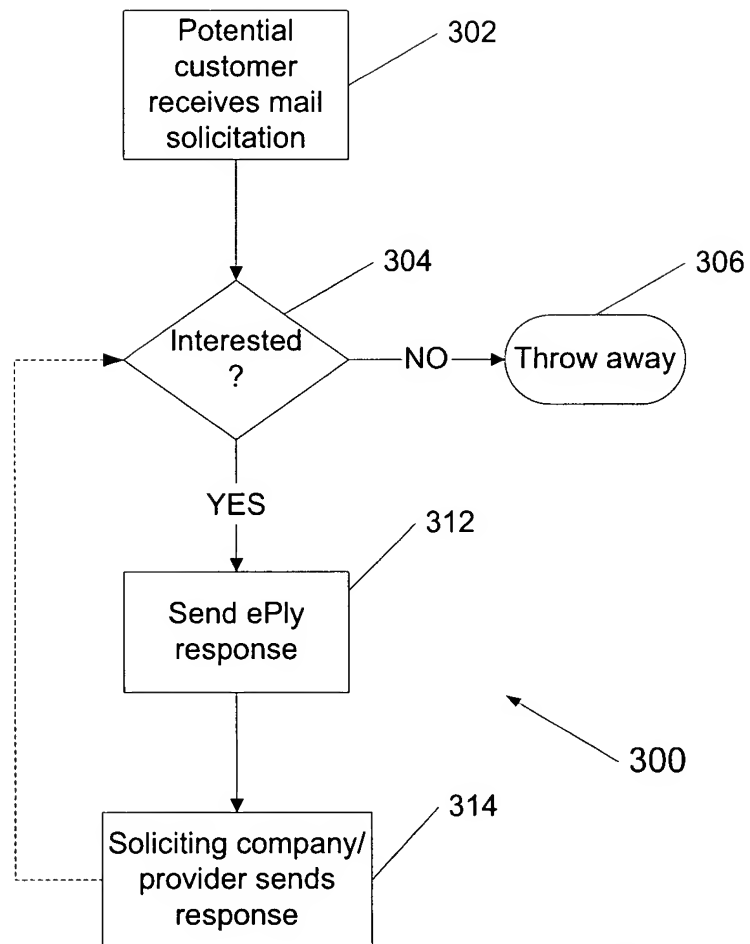 Potential
customer
receives mail
solicitation
302
304
306
Interested
?
NO
Throw away
YES
312
Send ePly
response
300
314
Soliciting company/
provider sends
response